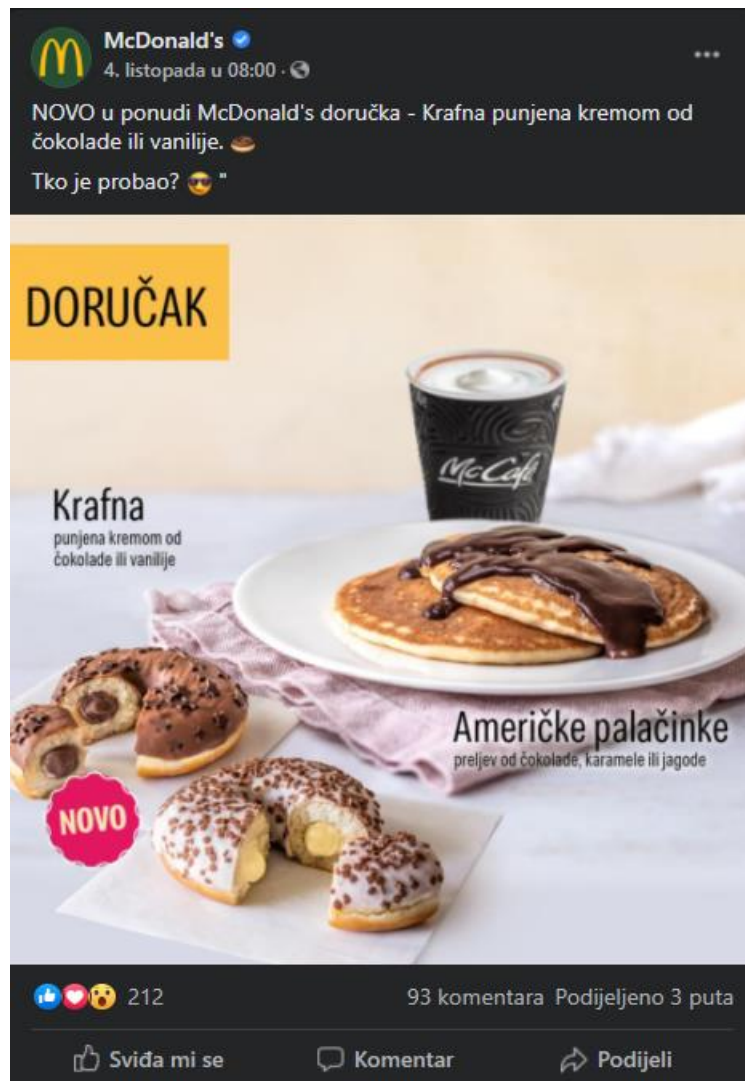 McDonald's
4. listopada u 08:00 ·
NOVO u ponudi McDonald's doručka - Krafna punjena kremom od
čokolade ili vanilije. 🍩
Tko je probao? 😎 "
DORUČAK
McCafé
Krafna
punjena kremom od
čokolade ili vanilije
Američke palačinke
preljev od čokolade, karamele ili jagode
NOVO
212
93 komentara Podijeljeno 3 puta
Sviđa mi se
Komentar
Podijeli